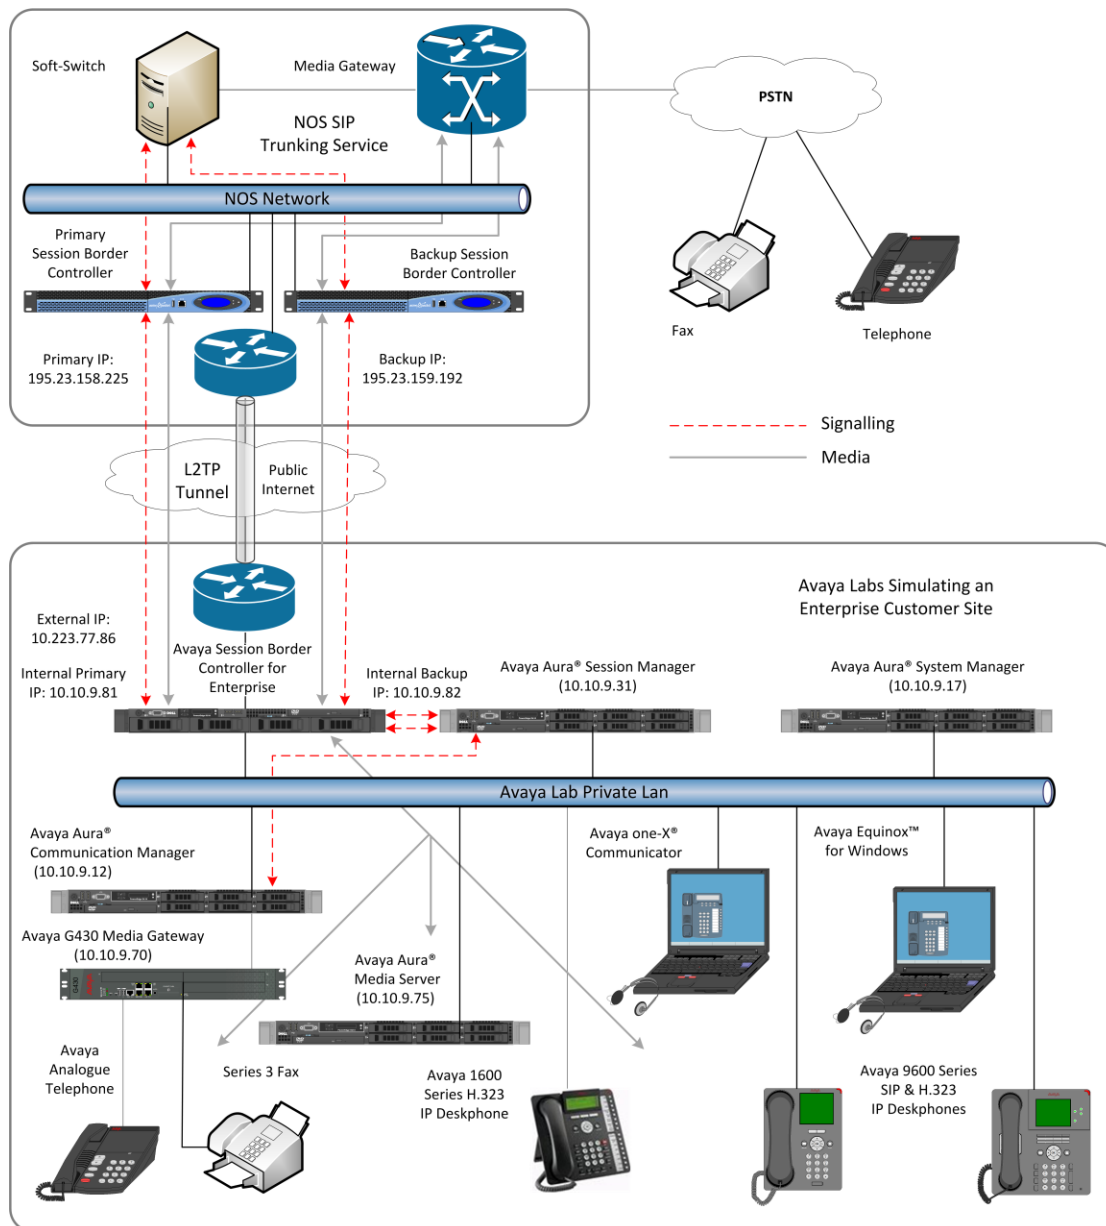 Soft-Switch
Media Gateway
NOS SIP
Trunking Service
PSTN
NOS Network
Primary
Session Border
Controller
Backup Session
Border Controller
Fax
Telephone
Primary IP:
195.23.158.225
Backup IP:
195.23.159.192
Signalling
Media
L2TP
Tunnel
Public
Internet
Avaya Labs Simulating an
Enterprise Customer Site
External IP:
10.223.77.86
Avaya Session Border
Controller for
Enterprise
Internal Primary
IP: 10.10.9.81
Internal Backup
IP: 10.10.9.82
Avaya Aura® Session Manager
(10.10.9.31)
Avaya Aura® System Manager
(10.10.9.17)
Avaya Lab Private Lan
Avaya Aura®
Communication Manager
(10.10.9.12)
Avaya one-X®
Communicator
Avaya Equinox™
for Windows
Avaya G430 Media Gateway
(10.10.9.70)
G430
Avaya Aura®
Media Server
(10.10.9.75)
Avaya
Analogue
Telephone
Series 3 Fax
Avaya 1600
Series H.323
IP Deskphone
Avaya 9600 Series
SIP & H.323
IP Deskphones